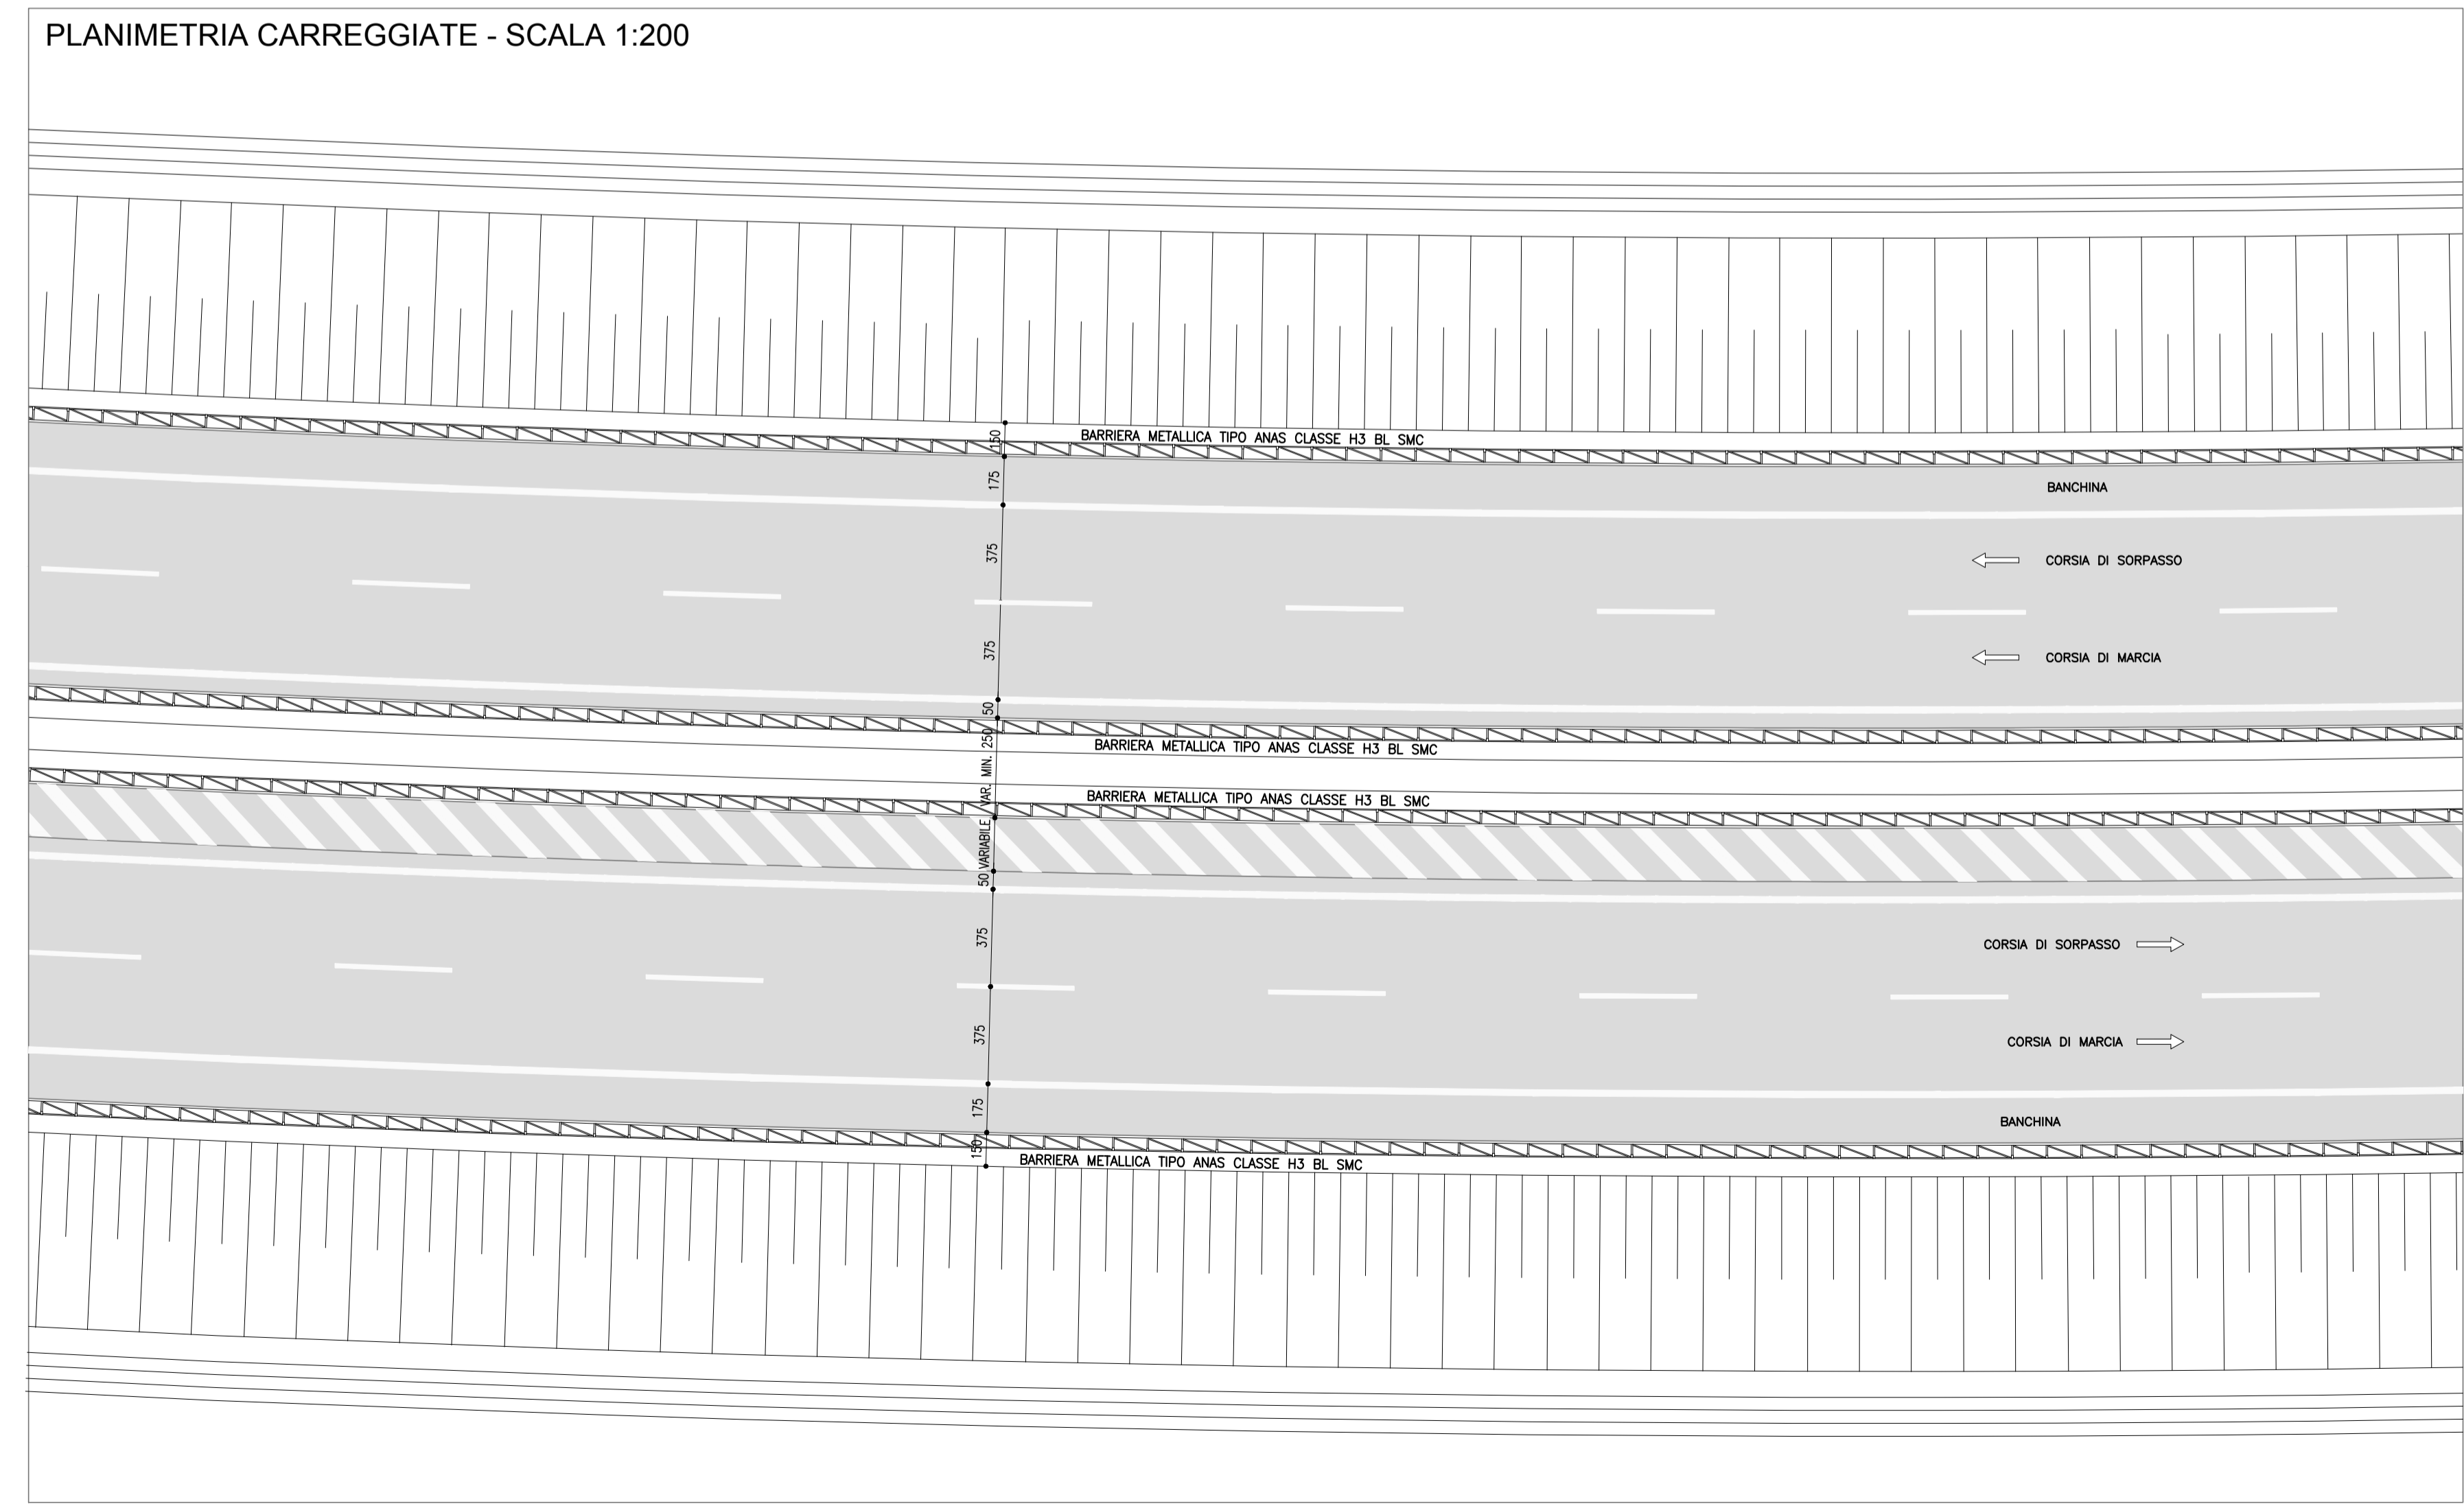 PLANIMETRIA CARREGGIATE - SCALA 1:200
150
BARRIERA METALLICA TIPO ANAS CLASSE H3 BL SMC
175
BANCHINA
375
CORSIA DI SORPASSO
375
CORSIA DI MARCIA
50
VAR. MIN. 250
BARRIERA METALLICA TIPO ANAS CLASSE H3 BL SMC
BARRIERA METALLICA TIPO ANAS CLASSE H3 BL SMC
VARIABILE
50
375
CORSIA DI SORPASSO
375
CORSIA DI MARCIA
175
BANCHINA
150
BARRIERA METALLICA TIPO ANAS CLASSE H3 BL SMC